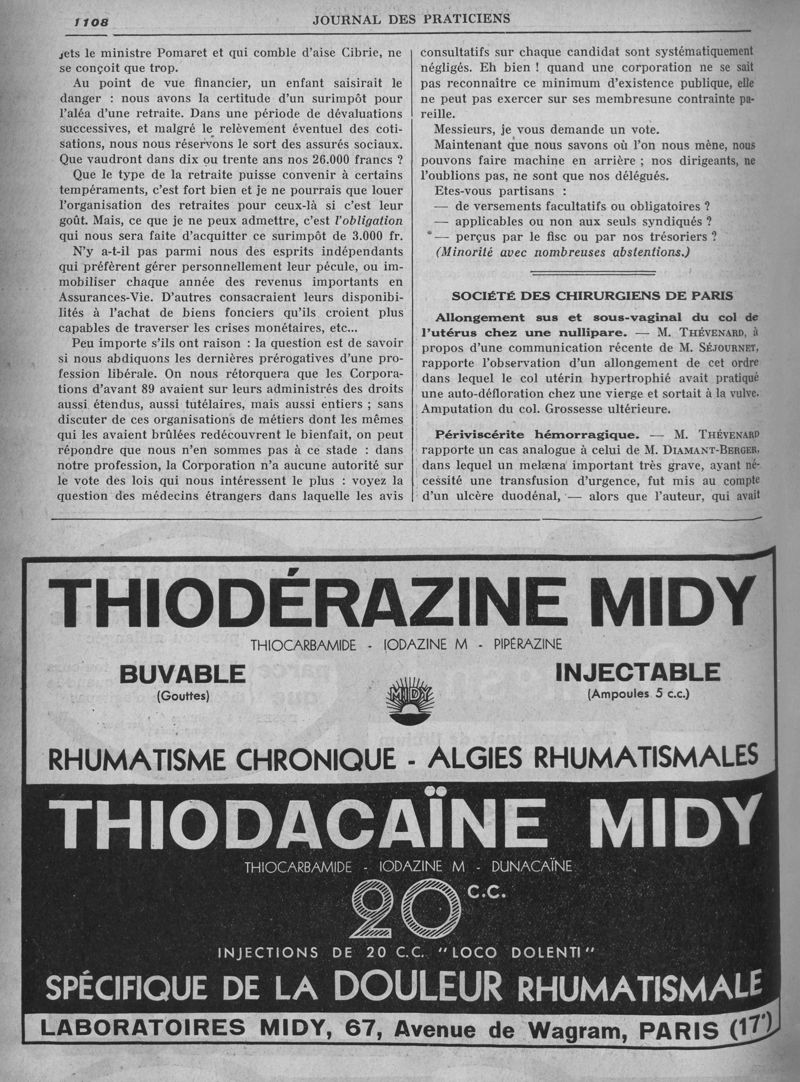 1108
JOURNAL DES PRATICIENS
jets le ministre Pomaret et qui comble d'aise Cibrie, ne
se conçoit que trop.
Au point de vue financier, un enfant saisirait le
danger : nous avons la certitude d'un surimpôt pour
l'aléa d'une retraite. Dans une période de dévaluations
successives, et malgré le relèvement éventuel des coti-
sations, nous nous réservons le sort des assurés sociaux.
Que vaudront dans dix ou trente ans nos 26.000 francs ?
Que le type de la retraite puisse convenir à certains
tempéraments, c'est fort bien et je ne pourrais que louer
l'organisation des retraites pour ceux-là si c'est leur
goût. Mais, ce que je ne peux admettre, c'est l'obligation
qui nous sera faite d'acquitter ce surimpôt de 3.000 fr.
N'y a-t-il pas parmi nous des esprits indépendants
qui préfèrent gérer personnellement leur pécule, ou im-
mobiliser chaque année des revenus importants en
Assurances-Vie. D'autres consacraient leurs disponibi-
lités à l'achat de biens fonciers qu'ils croient plus
capables de traverser les crises monétaires, etc...
Peu importe s'ils ont raison : la question est de savoir
si nous abdiquons les dernières prérogatives d'une pro-
fession libérale. On nous rétorquera que les Corpora-
tions d'avant 89 avaient sur leurs administrés des droits
aussi étendus, aussi tutélaires, mais aussi entiers ; sans
discuter de ces organisations de métiers dont les mêmes
qui les avaient brûlées redécouvrent le bienfait, on peut
répondre que nous n'en sommes pas à ce stade : dans
notre profession, la Corporation n'a aucune autorité sur
le vote des lois qui nous intéressent le plus : voyez la
question des médecins étrangers dans laquelle les avis
consultatifs sur chaque candidat sont systématiquement
négligés. Eh bien ! quand une corporation ne se sait
pas reconnaître ce minimum d'existence publique, elle
ne peut pas exercer sur ses membresune contrainte pa-
reille.
Messieurs, je vous demande un vote.
Maintenant que nous savons où l'on nous mène, nous
pouvons faire machine en arrière ; nos dirigeants, ne
l'oublions pas, ne sont que nos délégués.
Etes-vous partisans :
— de versements facultatifs ou obligatoires ?
— applicables ou non aux seuls syndiqués ?
— perçus par le fisc ou par nos trésoriers ?
(Minorité avec nombreuses abstentions.)
SOCIÉTÉ DES CHIRURGIENS DE PARIS
Allongement sus et sous-vaginal du col de
l'utérus chez une nullipare. — M. THÉVENARD, à
propos d'une communication récente de M. SÉJOURNET,
rapporte l'observation d'un allongement de cet ordre
dans lequel le col utérin hypertrophié avait pratiqué
une auto-défloration chez une vierge et sortait à la vulve.
Amputation du col. Grossesse ultérieure.
Périviscérite hémorragique. — M. THÉVENARD
rapporte un cas analogue à celui de M. DIAMANT-BERGER,
dans lequel un melæna important très grave, ayant né-
cessité une transfusion d'urgence, fut mis au compte
d'un ulcère duodénal, — alors que l'auteur, qui avait
THIODÉRAZINE MIDY
THIOCARBAMIDE - IODAZINE M - PIPÉRAZINE
BUVABLE
(Gouttes)
MIDY
INJECTABLE
(Ampoules 5 c.c.)
RHUMATISME CHRONIQUE - ALGIES RHUMATISMALES
THIODACAÏNE MIDY
THIOCARBAMIDE - IODAZINE M - DUNACAÏNE
20 C.C.
INJECTIONS DE 20 C.C. "LOCO DOLENTI"
SPÉCIFIQUE DE LA DOULEUR RHUMATISMALE
LABORATOIRES MIDY, 67, Avenue de Wagram, PARIS (17e)